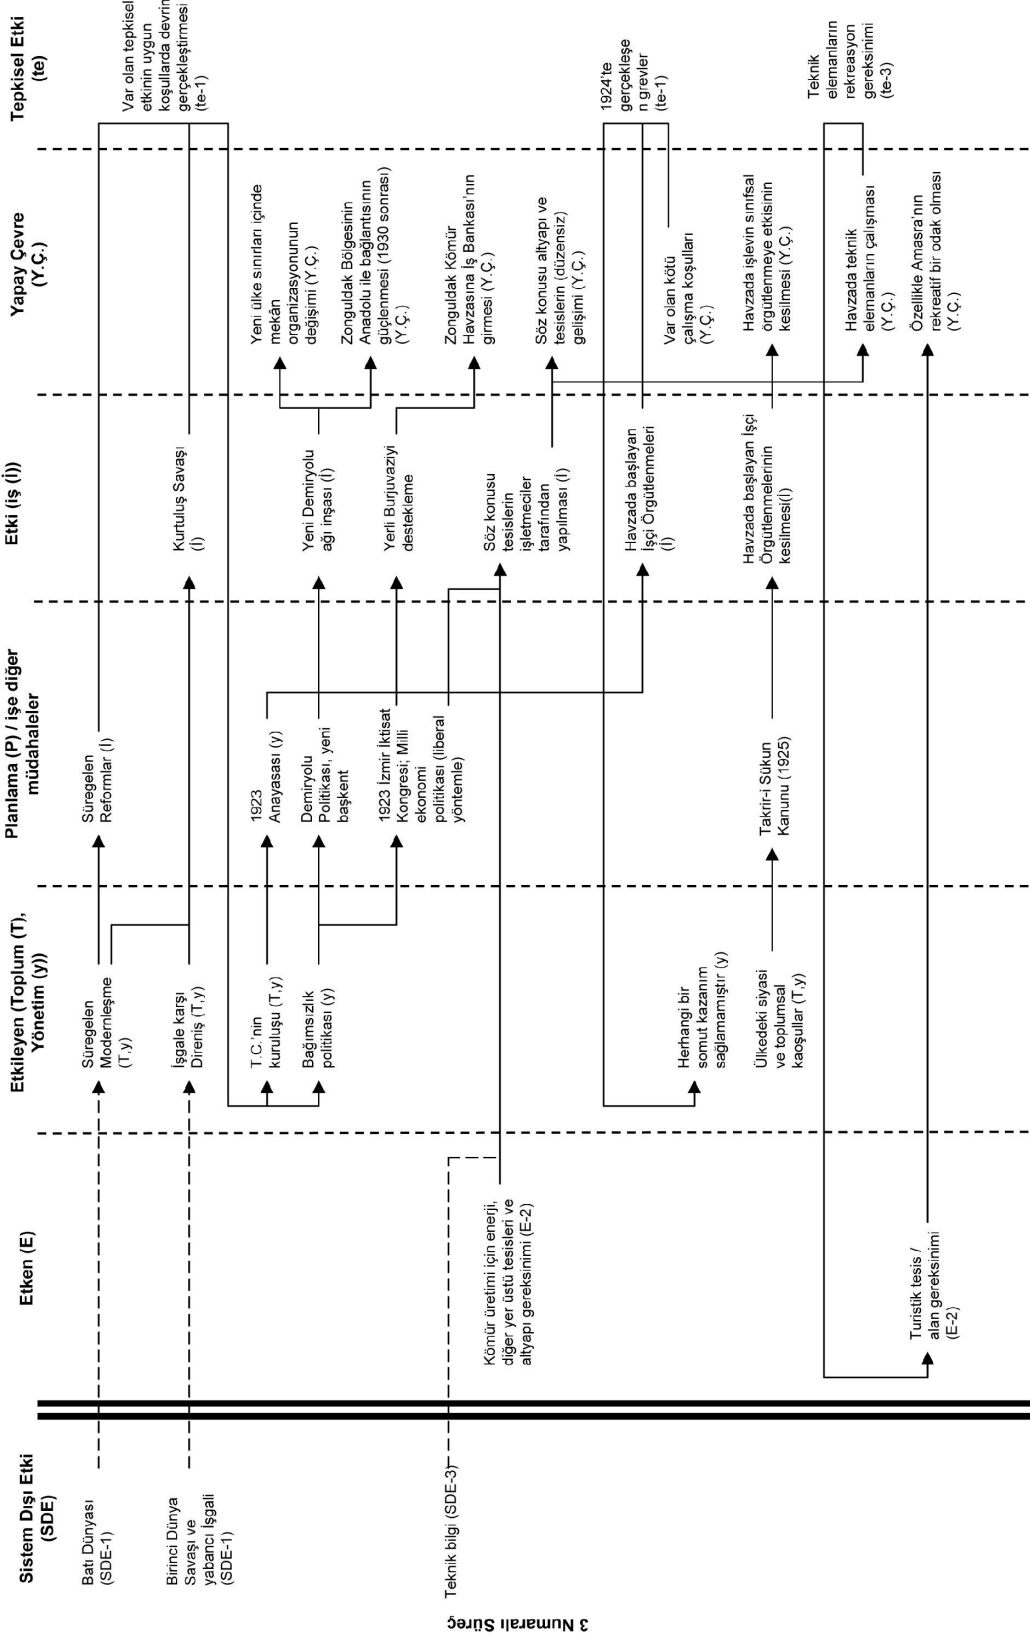 3 Numaralı Süreç
Sistem Dışı Etki
(SDE)
Etken (E)
Etkileyen (Toplum (T),
Yönetim (y))
Planlama (P) / işe diğer
müdahaleler
Etki (iş (İ))
Yapay Çevre
(Y.Ç.)
Tepkisel Etki
(te)
Batı Dünyası
(SDE-1)
Süregelen
Modernleşme
(T,y)
Süregelen
Reformlar (I)
Var olan tepkisel
etkinin uygun
koşullarda devrin
gerçekleştirmesi
(te-1)
Birinci Dünya
Savaşı ve
yabancı İşgali
(SDE-1)
İşgale karşı
Direniş (T,y)
Kurtuluş Savaşı
(İ)
T.C.'nin
kuruluşu (T,y)
1923
Anayasası (y)
Yeni ülke sınırları içinde
mekân
organizasyonunun
değişimi (Y.Ç.)
Bağımsızlık
politikası (y)
Demiryolu
Politikası, yeni
başkent
Yeni Demiryolu
ağı inşası (İ)
Zonguldak Bölgesinin
Anadolu ile bağlantısının
güçlenmesi (1930 sonrası)
(Y.Ç.)
1923 İzmir İktisat
Kongresi; Milli
ekonomi
politikası (liberal
yöntemle)
Yerli Burjuvaziyi
destekleme
Zonguldak Kömür
Havzasına İş Bankası'nın
girmesi (Y.Ç.)
Teknik bilgi (SDE-3)
Kömür üretimi için enerji,
diğer yer üstü tesisleri ve
altyapı gereksinimi (E-2)
Söz konusu
tesislerin
işletmeciler
tarafından
yapılması (İ)
Söz konusu altyapı ve
tesislerin (düzensiz)
gelişimi (Y.Ç.)
1924'te
gerçekleşe
n grevler
(te-1)
Havzada başlayan
İşçi Örgütlenmeleri
(İ)
Var olan kötü
çalışma koşulları
(Y.Ç.)
Herhangi bir
somut kazanım
sağlamamıştır (y)
Ülkedeki siyasi
ve toplumsal
kaoşullar (T,y)
Takrir-i Sükun
Kanunu (1925)
Havzada başlayan İşçi
Örgütlenmelerinin
kesilmesi(İ)
Havzada işlevin sınıfsal
örgütlenmeye etkisinin
kesilmesi (Y.Ç.)
Havzada teknik
elemanların çalışması
(Y.Ç.)
Teknik
elemanların
rekreasyon
gereksinimi
(te-3)
Turistik tesis /
alan gereksinimi
(E-2)
Özellikle Amasra'nın
rekreatif bir odak olması
(Y.Ç.)